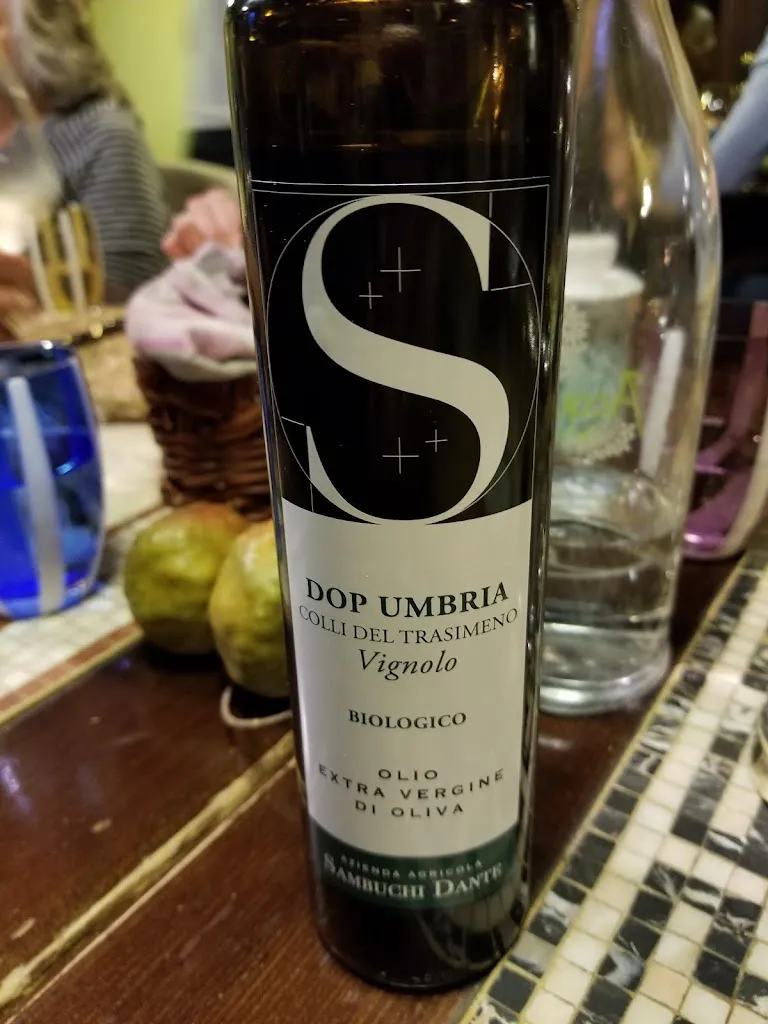 S
DOP UMBRIA
COLLI DEL TRASIMENO
Vignolo
BIOLOGICO
OLIO
EXTRA VERGINE
DI OLIVA
AZIENDA AGRICOLA
SAMBUCHI DANTE